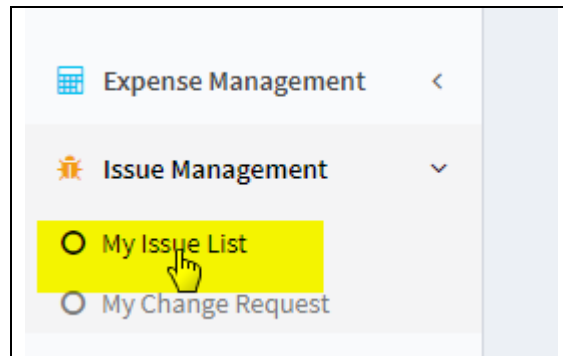 Expense Management
Issue Management
My Issue List
My Change Request